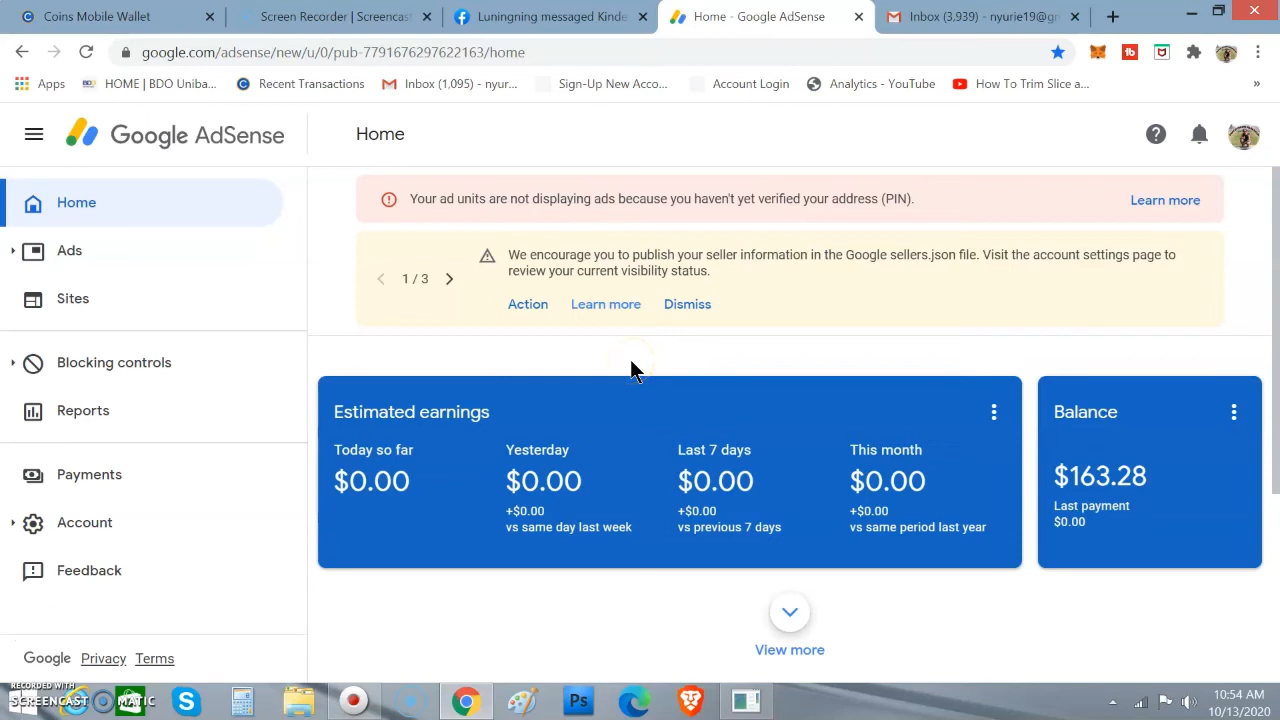 Coins Mobile Wallet
Screen Recorder | Screencast
Luningning messaged Kinde
Home - Google AdSense
Inbox (3,939) - nyurie19@gm
google.com/adsense/new/u/0/pub-7791676297622163/home
Apps
HOME | BDO Uniba...
Recent Transactions
Inbox (1,095) - nyur...
Sign-Up New Acco...
Account Login
Analytics - YouTube
How To Trim Slice a...
»
Google AdSense
Home
Home
Ads
Sites
Blocking controls
Reports
Payments
Account
Feedback
Google Privacy Terms
Your ad units are not displaying ads because you haven't yet verified your address (PIN).
Learn more
1 / 3
We encourage you to publish your seller information in the Google sellers.json file. Visit the account settings page to
review your current visibility status.
Action Learn more Dismiss
Estimated earnings
Today so far
$0.00
Yesterday
$0.00
+$0.00
vs same day last week
Last 7 days
$0.00
+$0.00
vs previous 7 days
This month
$0.00
+$0.00
vs same period last year
Balance
$163.28
Last payment
$0.00
View more
RECORDED WITH
SCREENCAST MATIC
Ps
10:54 AM
10/13/2020